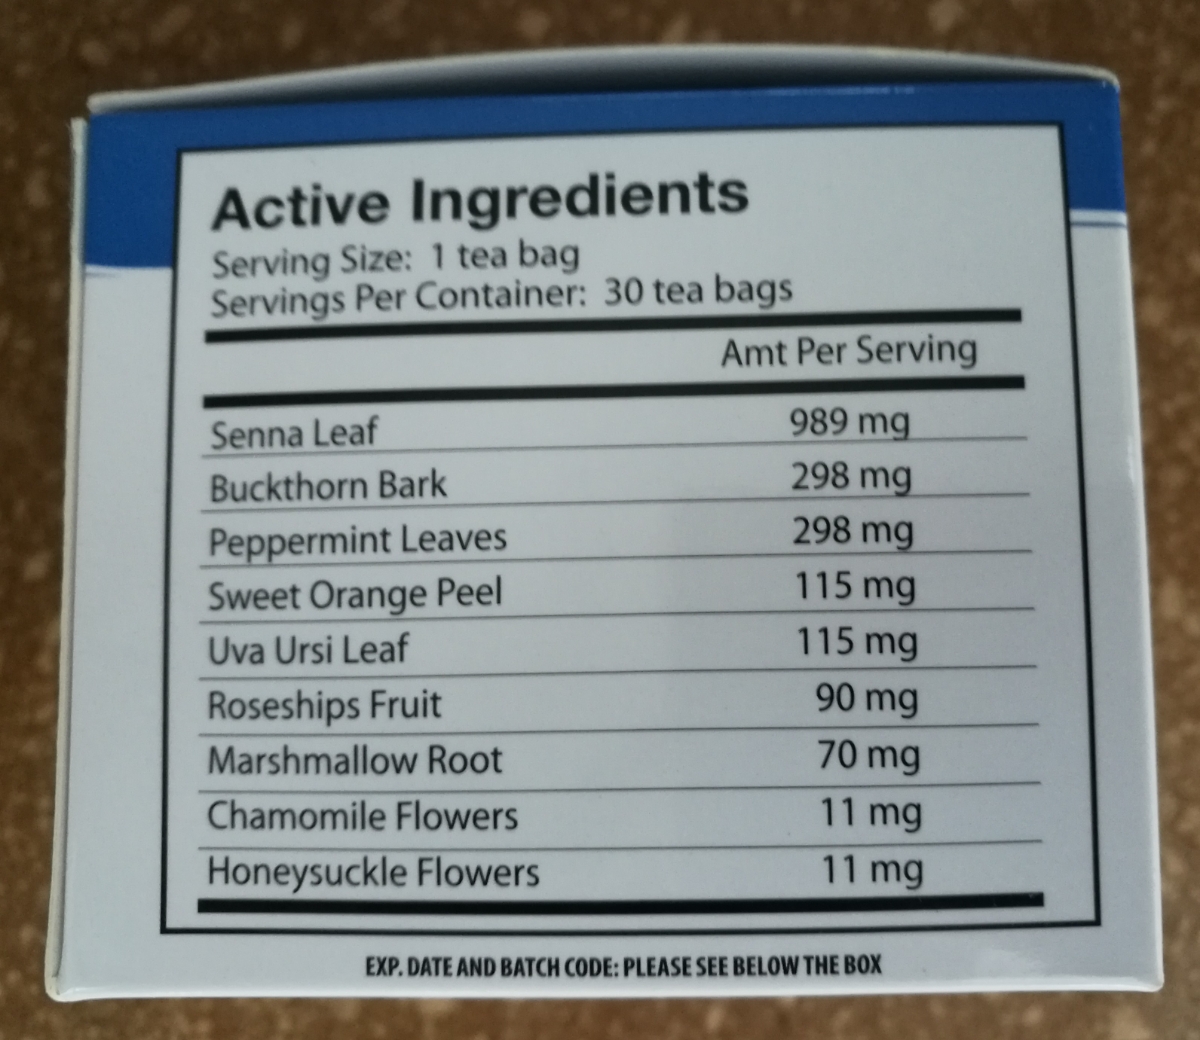 Active Ingredients
Serving Size: 1 tea bag
Servings Per Container: 30 tea bags
Amt Per Serving
Senna Leaf 989 mg
Buckthorn Bark 298 mg
Peppermint Leaves 298 mg
Sweet Orange Peel 115 mg
Uva Ursi Leaf 115 mg
Roseships Fruit 90 mg
Marshmallow Root 70 mg
Chamomile Flowers 11 mg
Honeysuckle Flowers 11 mg
EXP. DATE AND BATCH CODE: PLEASE SEE BELOW THE BOX